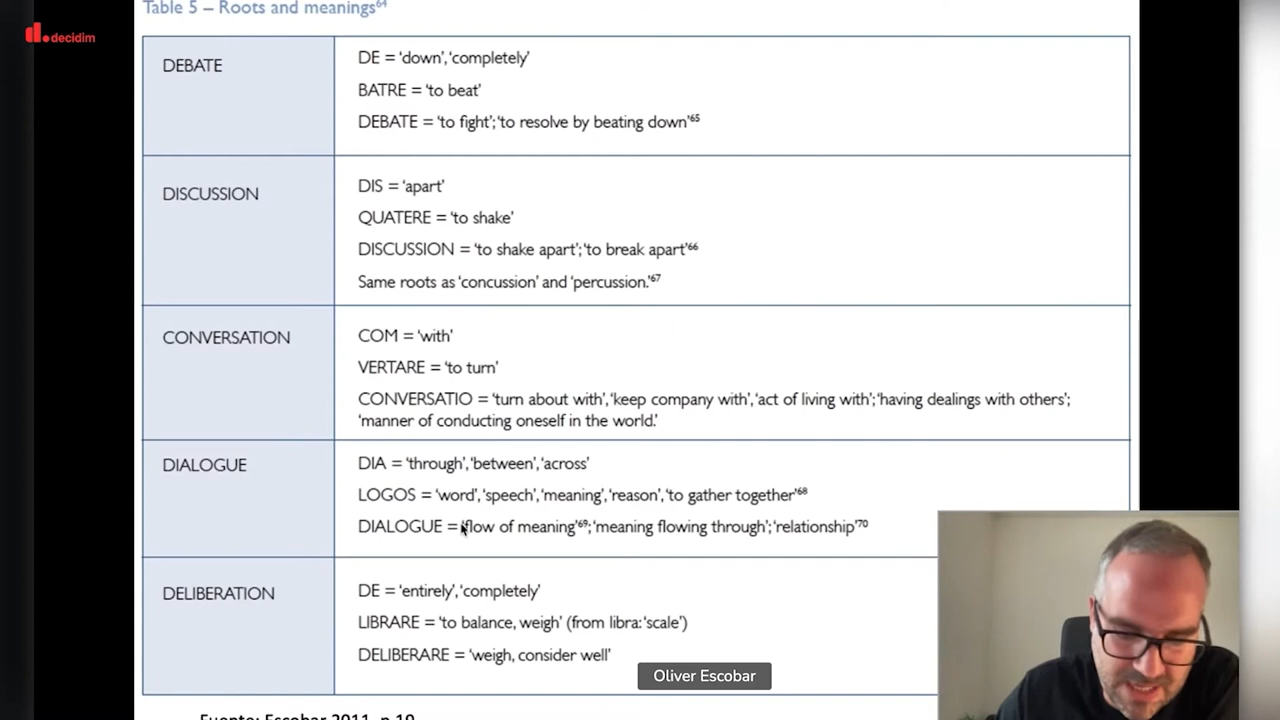 Table 5 – Roots and meanings64
decidim
DEBATE
DE = ‘down’, ‘completely’
BATRE = ‘to beat’
DEBATE = ‘to fight’; ‘to resolve by beating down’65
DISCUSSION
DIS = ‘apart’
QUATERE = ‘to shake’
DISCUSSION = ‘to shake apart’; ‘to break apart’66
Same roots as ‘concussion’ and ‘percussion.’67
CONVERSATION
COM = ‘with’
VERTARE = ‘to turn’
CONVERSATIO = ‘turn about with’, ‘keep company with’, ‘act of living with’; ‘having dealings with others’;
‘manner of conducting oneself in the world.’
DIALOGUE
DIA = ‘through’, ‘between’, ‘across’
LOGOS = ‘word’, ‘speech’, ‘meaning’, ‘reason’, ‘to gather together’68
DIALOGUE = ‘flow of meaning’69; ‘meaning flowing through’; ‘relationship’70
DELIBERATION
DE = ‘entirely’, ‘completely’
LIBRARE = ‘to balance, weigh’ (from libra: ‘scale’)
DELIBERARE = ‘weigh, consider well’
Oliver Escobar
Fuente: Escobar 2011, p.19